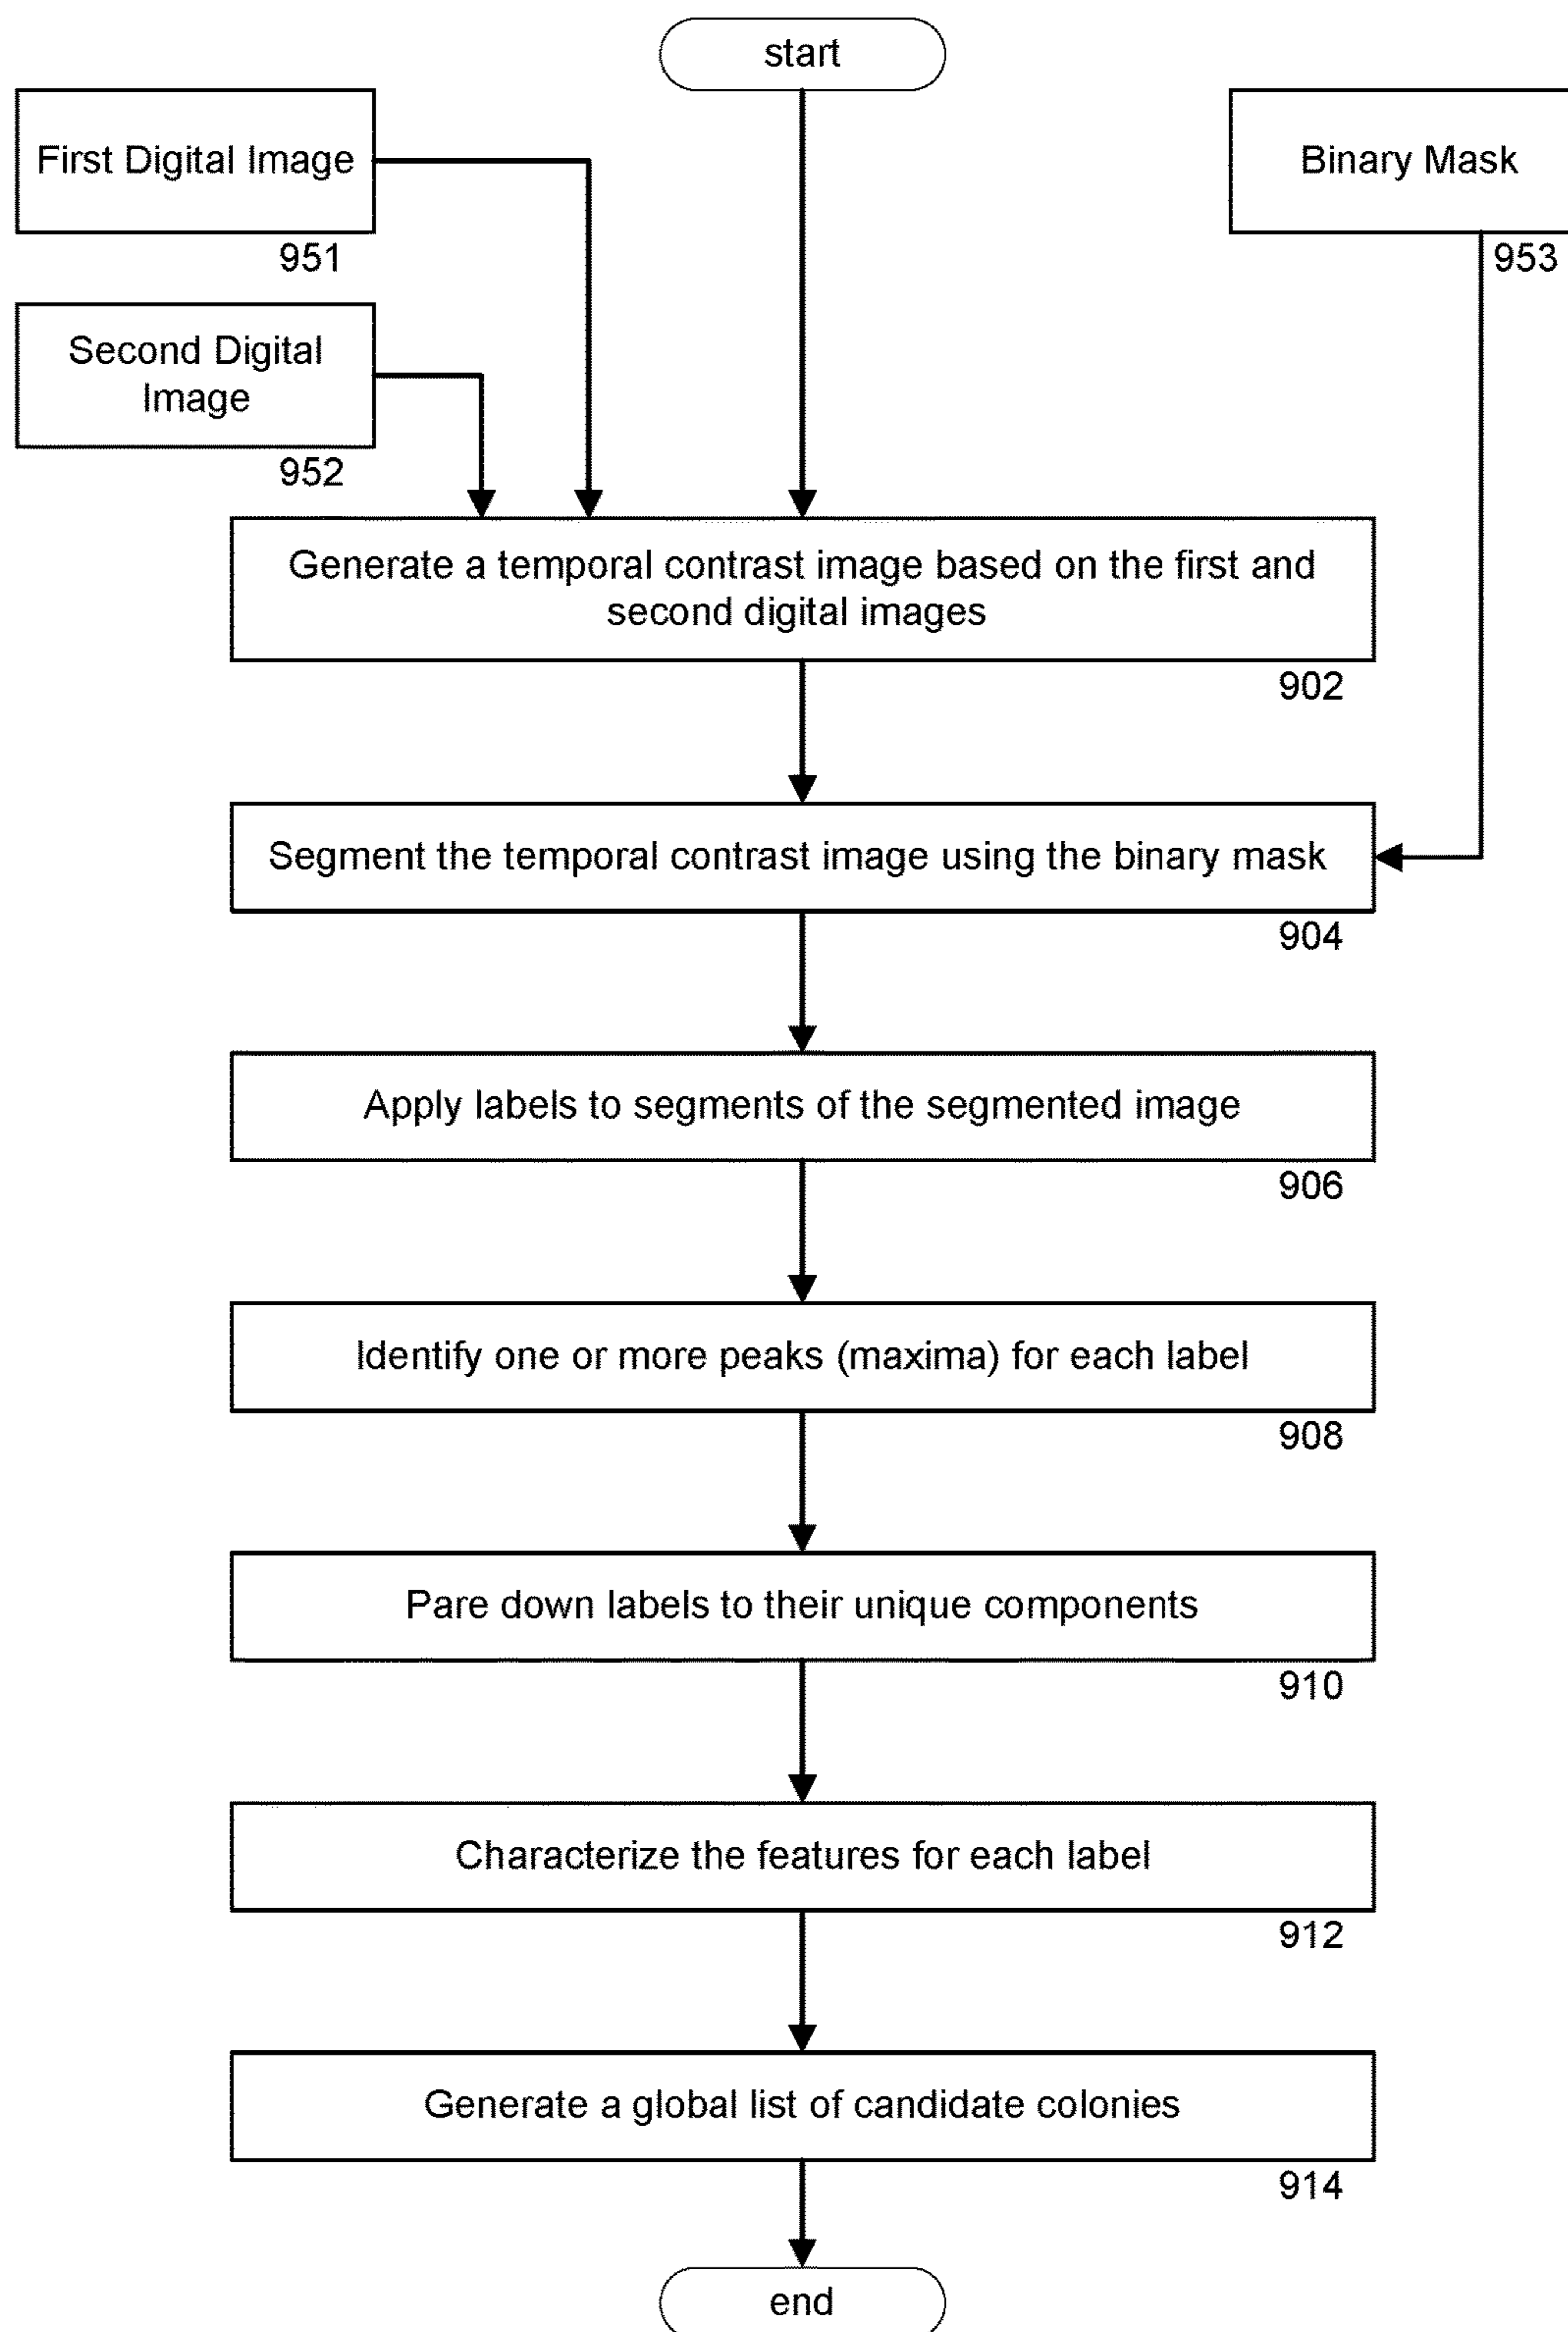 start
First Digital Image
951
Binary Mask
953
Second Digital
Image
952
Generate a temporal contrast image based on the first and
second digital images
902
Segment the temporal contrast image using the binary mask
904
Apply labels to segments of the segmented image
906
Identify one or more peaks (maxima) for each label
908
Pare down labels to their unique components
910
Characterize the features for each label
912
Generate a global list of candidate colonies
914
end